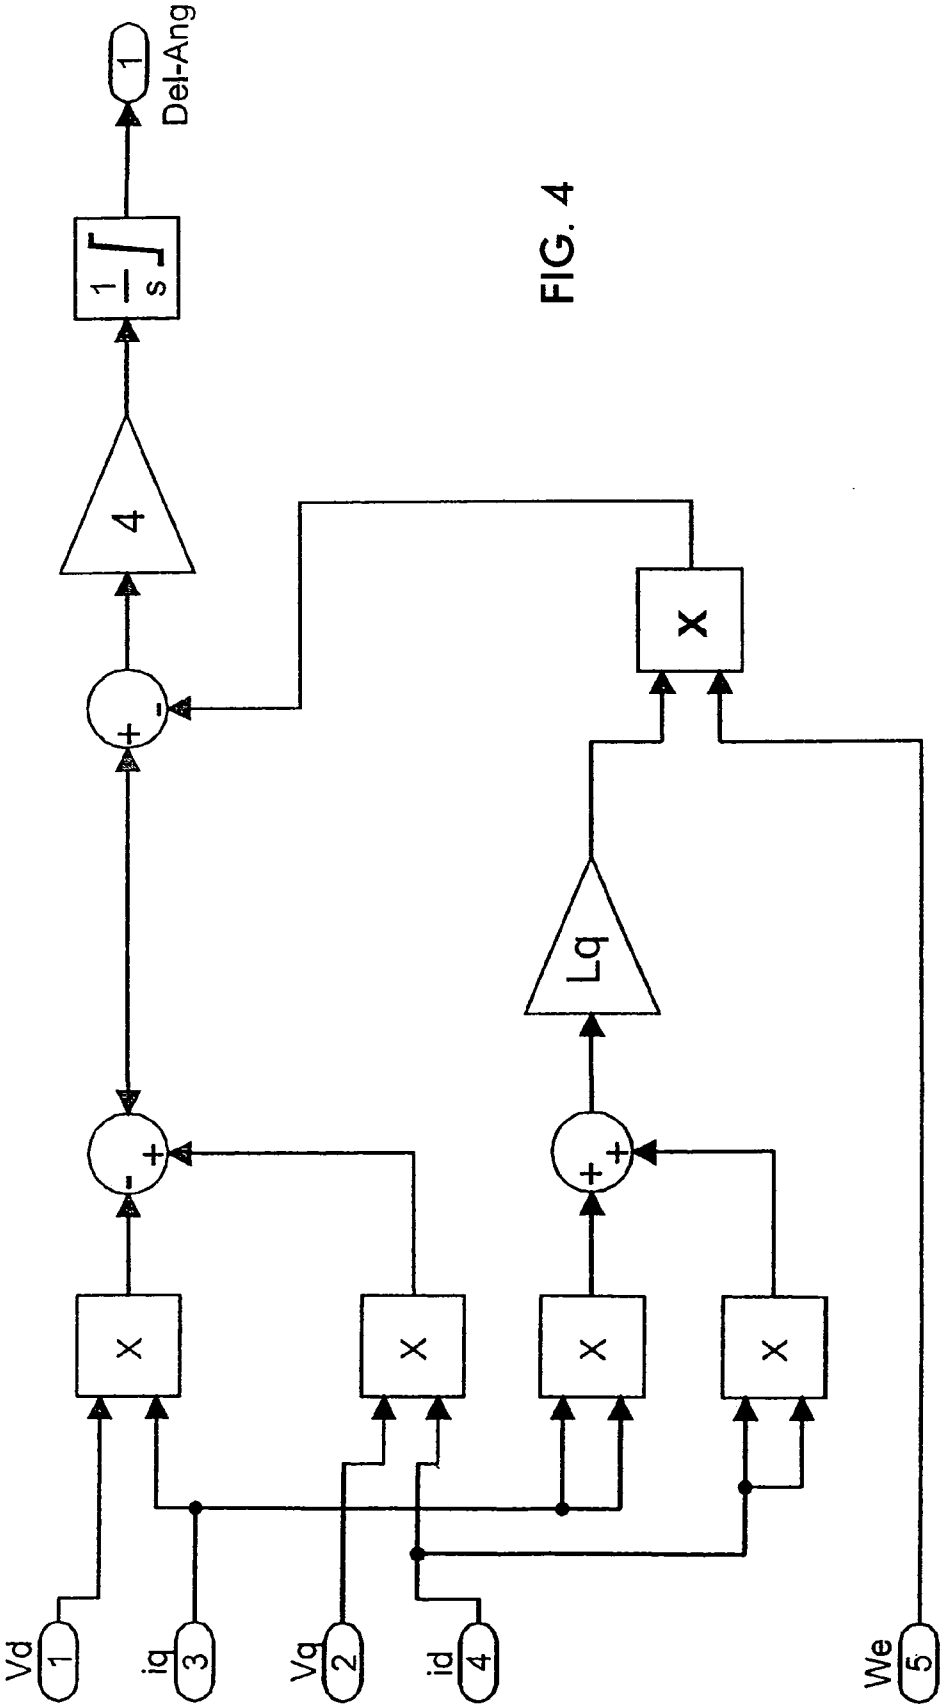 Vd
1
iq
3
Vq
2
id
4
We
5
X
X
X
X
-
+
+
+
Lq
X
+
-
4
1
s
∫
1
Del-Ang
FIG. 4